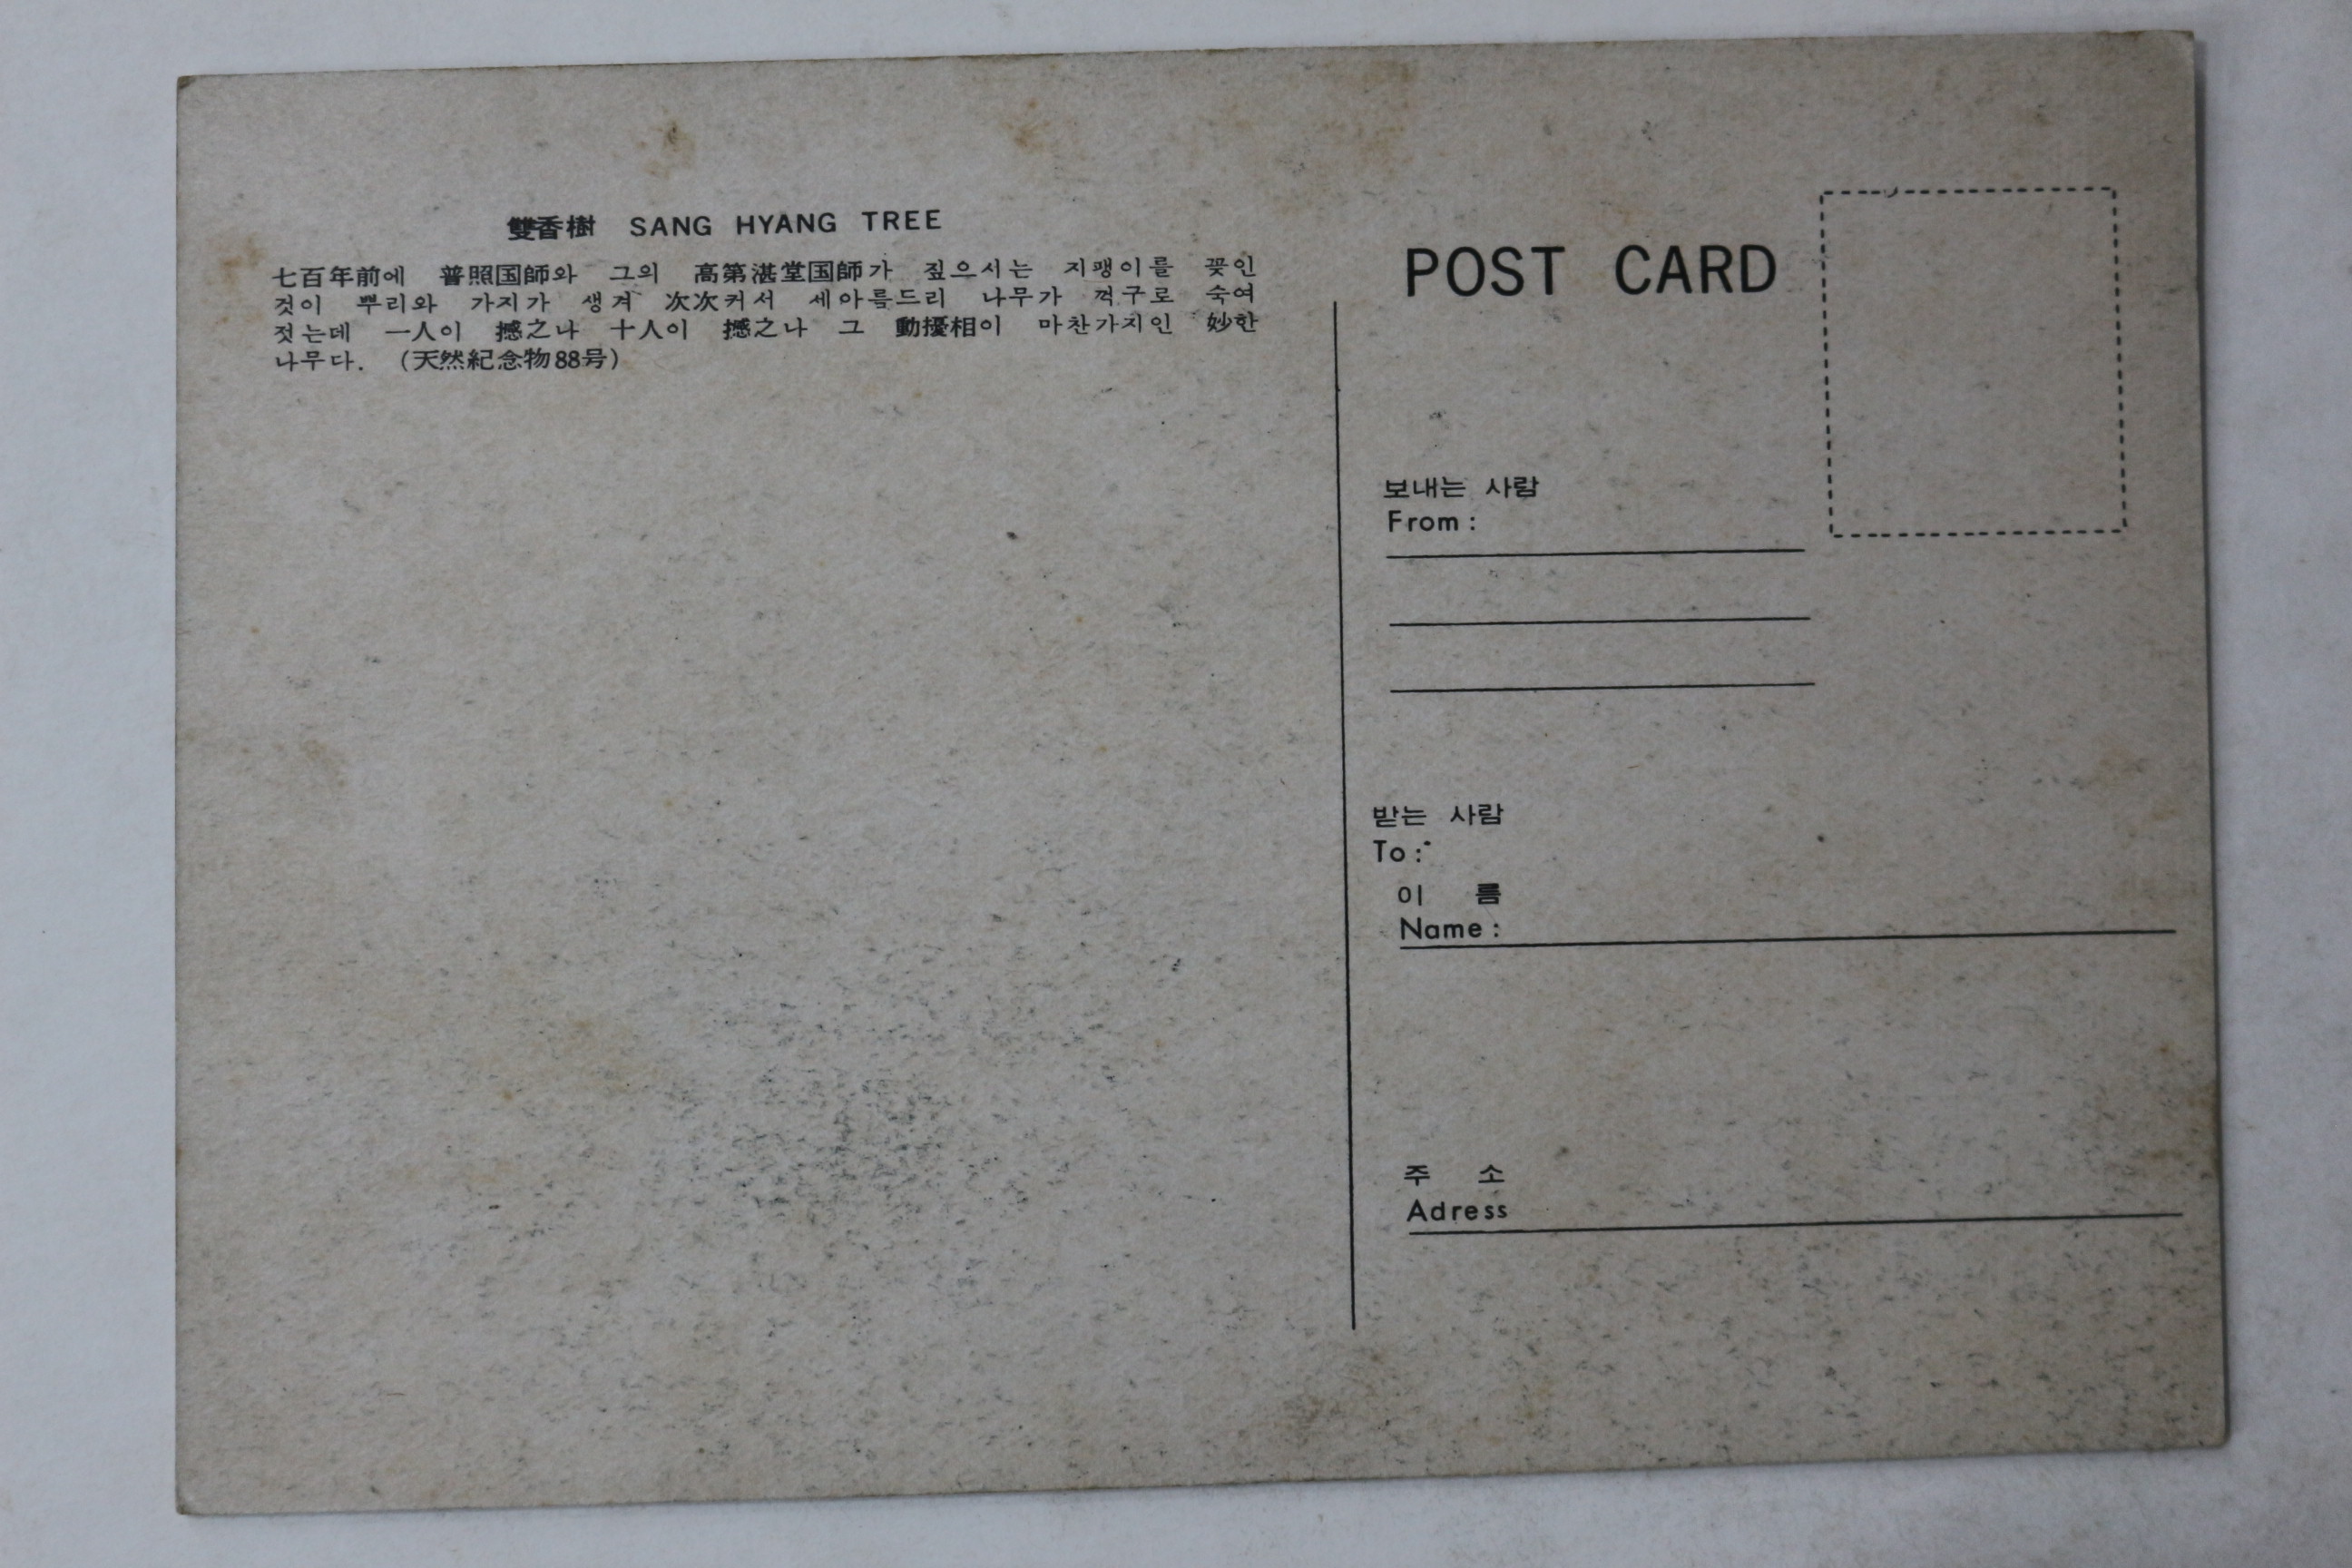 雙香樹 SANG HYANG TREE
七百年前에 普照国師와 그의 高第湛堂国師가 짚으시는 지팽이를 꽂인
것이 뿌리와 가지가 생겨 次次커서 세아름드리 나무가 꺽구로 숙여
젓는데 一人이 撼之나 十人이 撼之나 그 動擾相이 마찬가지인 妙한
나무다. (天然紀念物88号)
POST CARD
보내는 사람
From :
받는 사람
To :
이 름
Name :
주 소
Adress